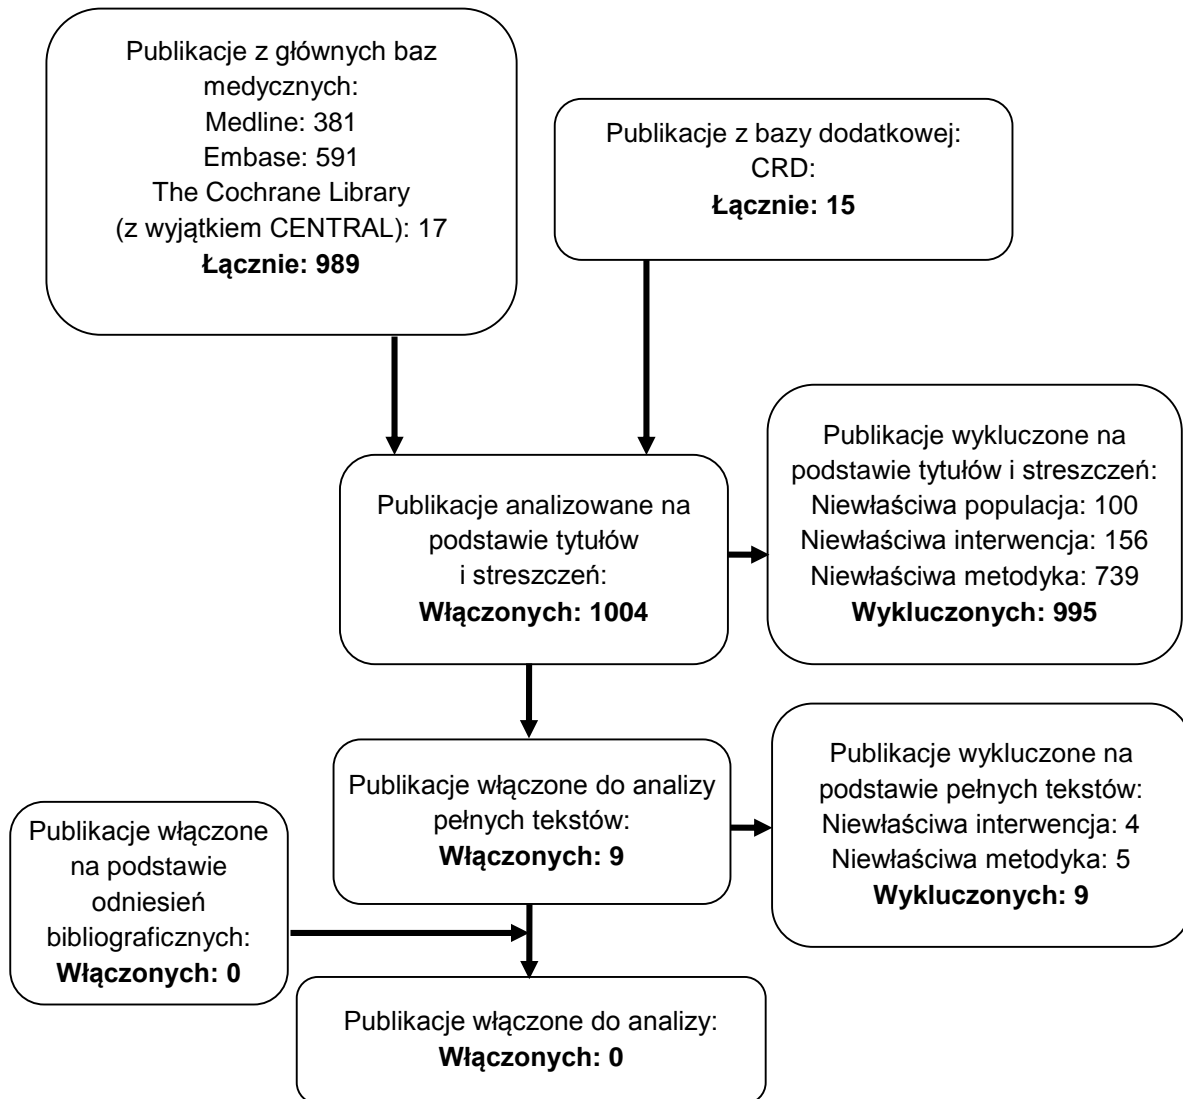 Publikacje z głównych baz
medycznych:
Medline: 381
Embase: 591
The Cochrane Library
(z wyjątkiem CENTRAL): 17
Łącznie: 989
Publikacje z bazy dodatkowej:
CRD:
Łącznie: 15
Publikacje analizowane na
podstawie tytułów
i streszczeń:
Włączonych: 1004
Publikacje wykluczone na
podstawie tytułów i streszczeń:
Niewłaściwa populacja: 100
Niewłaściwa interwencja: 156
Niewłaściwa metodyka: 739
Wykluczonych: 995
Publikacje włączone do analizy
pełnych tekstów:
Włączonych: 9
Publikacje wykluczone na
podstawie pełnych tekstów:
Niewłaściwa interwencja: 4
Niewłaściwa metodyka: 5
Wykluczonych: 9
Publikacje włączone
na podstawie
odniesień
bibliograficznych:
Włączonych: 0
Publikacje włączone do analizy:
Włączonych: 0